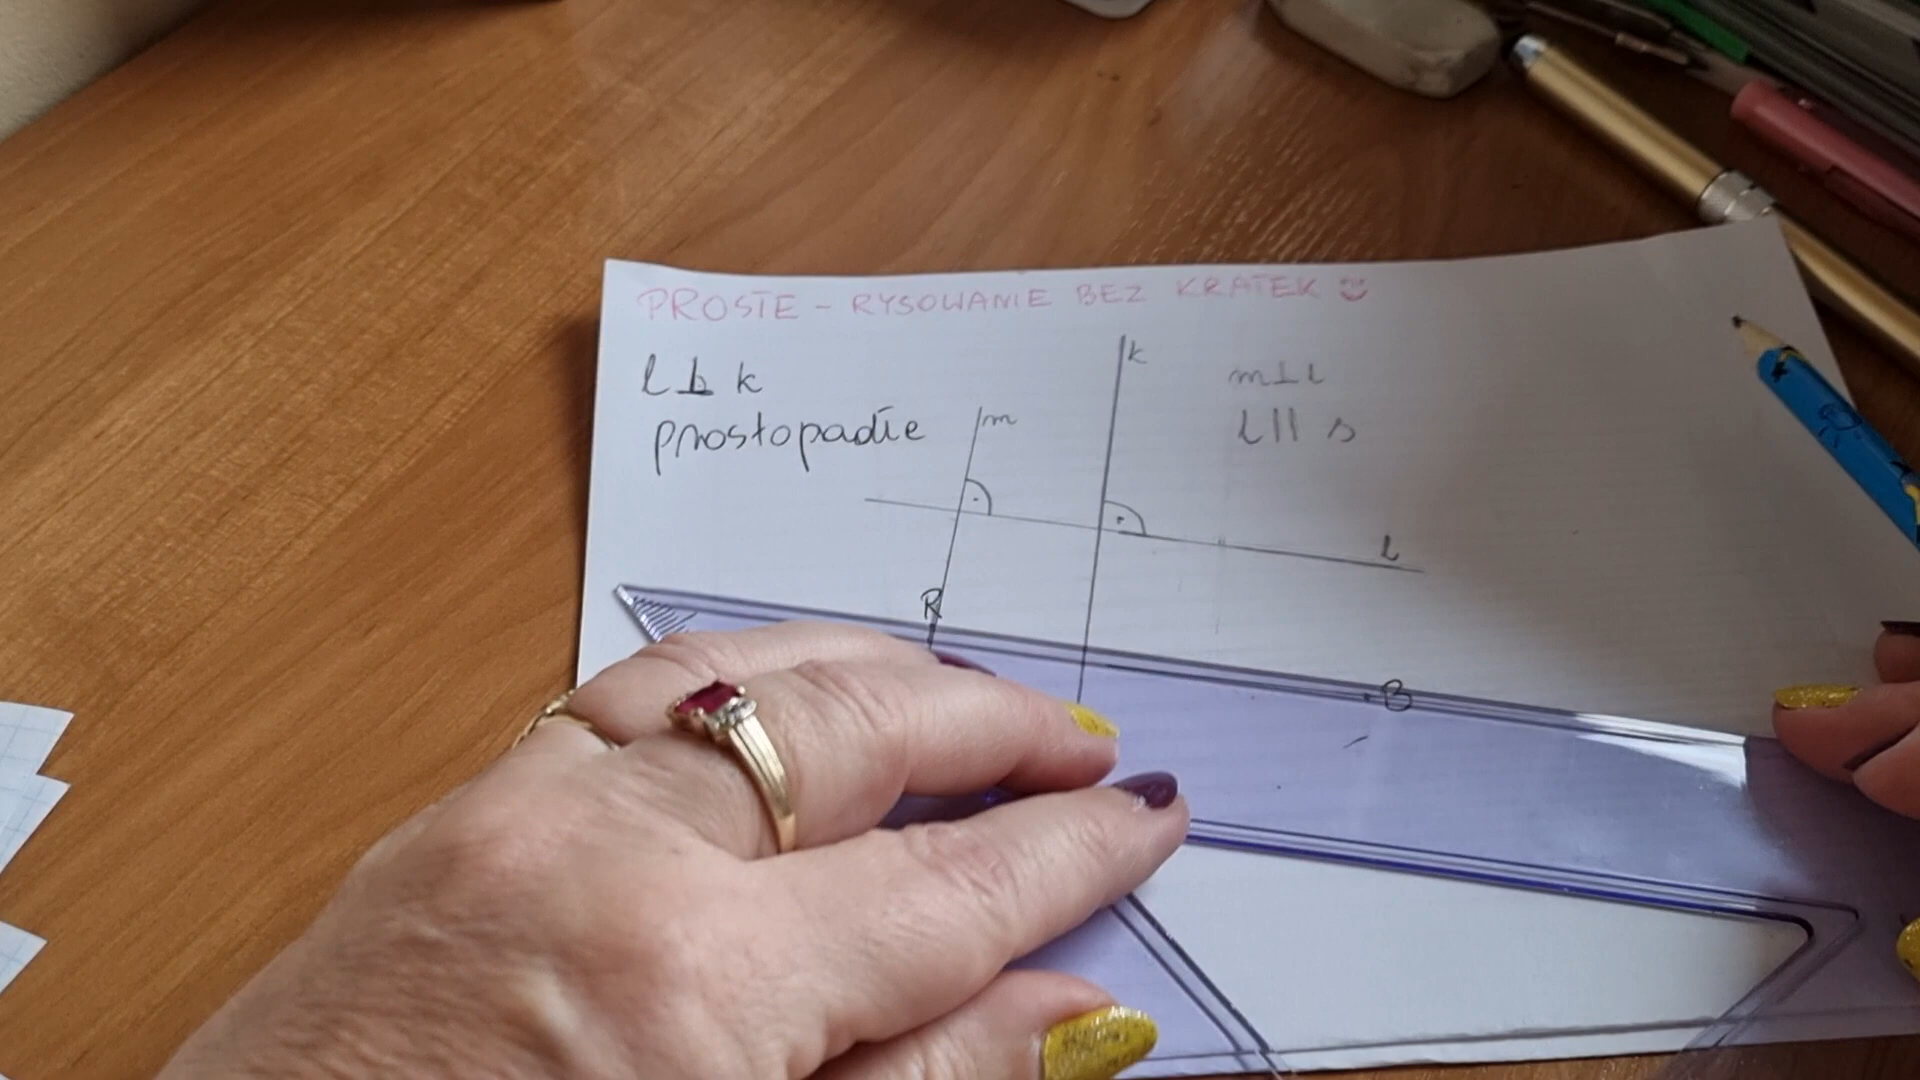 PROSTE - RYSOWANIE BEZ KRATEK
l ⊥ k
prostopadłe
m ⊥ l
l || s
m
k
l
R
B